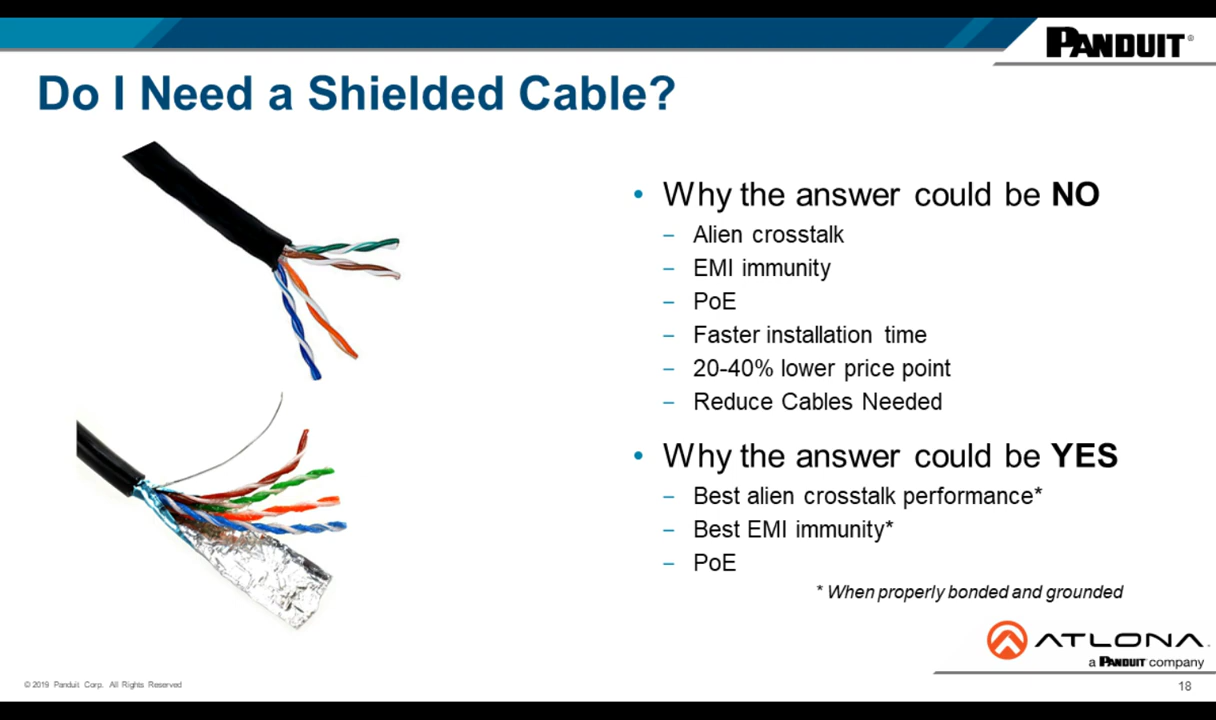 PANDUIT®
Do I Need a Shielded Cable?
• Why the answer could be NO
– Alien crosstalk
– EMI immunity
– PoE
– Faster installation time
– 20-40% lower price point
– Reduce Cables Needed
• Why the answer could be YES
– Best alien crosstalk performance*
– Best EMI immunity*
– PoE
* When properly bonded and grounded
ATLONA.
a PANDUIT company
© 2019 Panduit Corp. All Rights Reserved
18